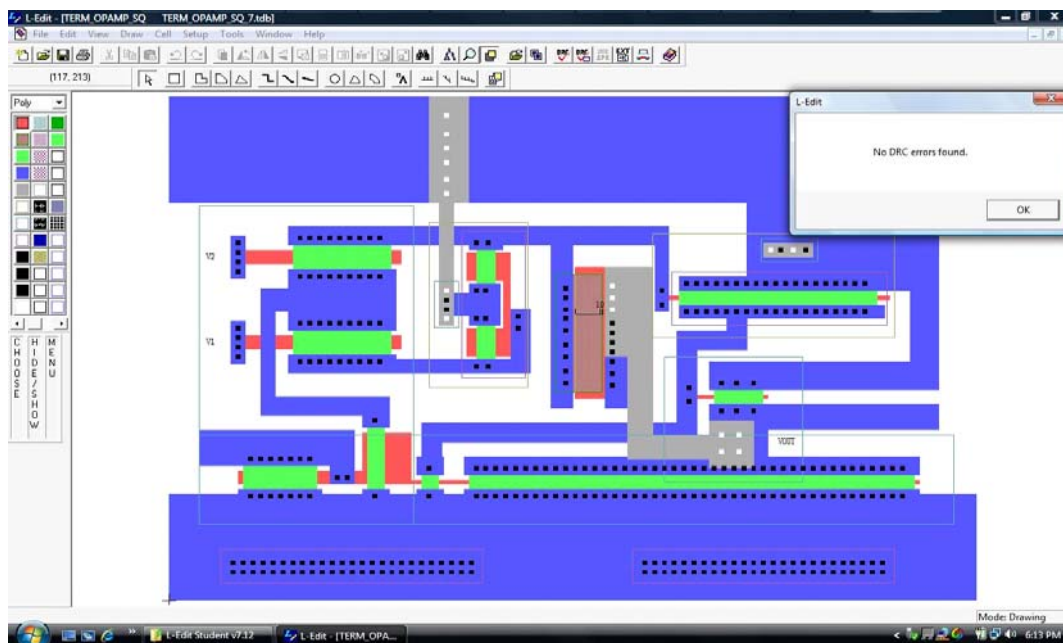 L-Edit - [TERM_OPAMP_SQ TERM_OPAMP_SQ_7.tdb]
File Edit View Draw Cell Setup Tools Window Help
(117, 213)
Poly
L-Edit
No DRC errors found.
OK
V2
V1
10
VOUT
CHOOSE
HIDE/SHOW
MENU
Mode: Drawing
L-Edit Student v7.12
L-Edit - [TERM_OPA...
6:13 PM